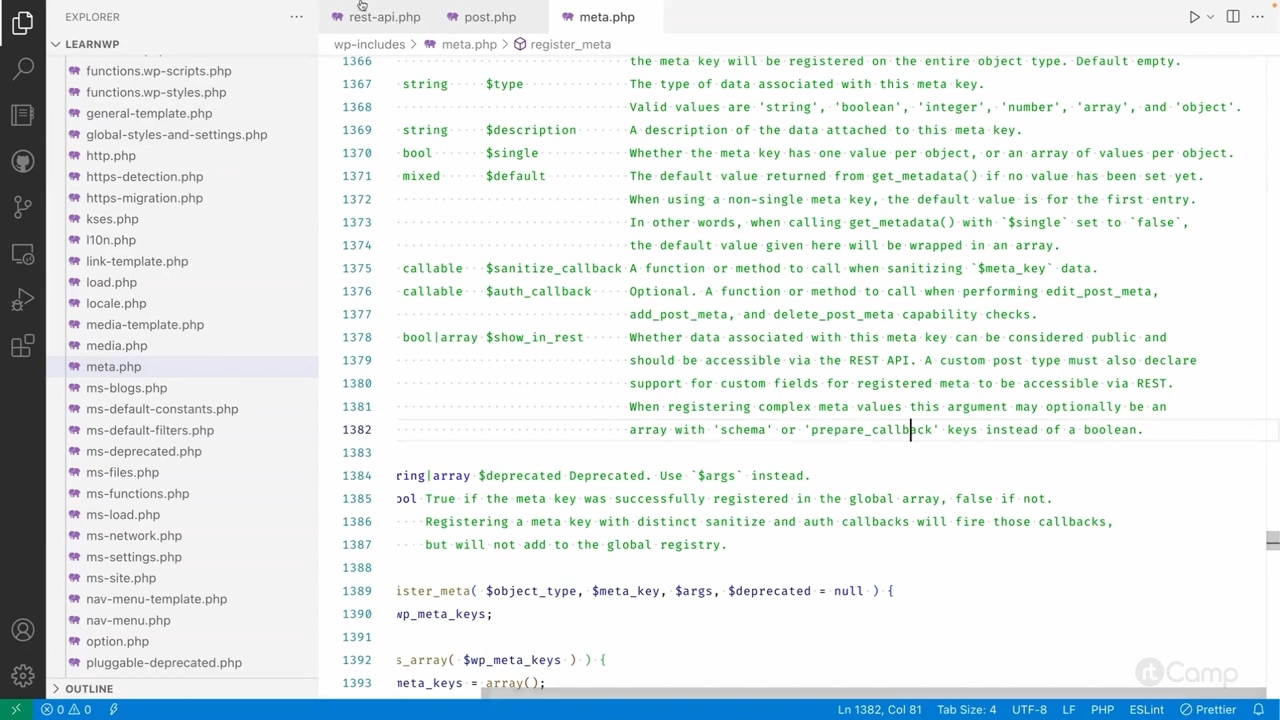 EXPLORER
rest-api.php
post.php
meta.php
LEARNWP
wp-includes > meta.php > register_meta
functions.wp-scripts.php
functions.wp-styles.php
general-template.php
global-styles-and-settings.php
http.php
https-detection.php
https-migration.php
kses.php
l10n.php
link-template.php
load.php
locale.php
media-template.php
media.php
meta.php
ms-blogs.php
ms-default-constants.php
ms-default-filters.php
ms-deprecated.php
ms-files.php
ms-functions.php
ms-load.php
ms-network.php
ms-settings.php
ms-site.php
nav-menu-template.php
nav-menu.php
option.php
pluggable-deprecated.php
OUTLINE
1366 the meta key will be registered on the entire object type. Default empty.
1367 string $type The type of data associated with this meta key.
1368 Valid values are 'string', 'boolean', 'integer', 'number', 'array', and 'object'.
1369 string $description A description of the data attached to this meta key.
1370 bool $single Whether the meta key has one value per object, or an array of values per object.
1371 mixed $default The default value returned from get_metadata() if no value has been set yet.
1372 When using a non-single meta key, the default value is for the first entry.
1373 In other words, when calling get_metadata() with `$single` set to `false`,
1374 the default value given here will be wrapped in an array.
1375 callable $sanitize_callback A function or method to call when sanitizing `$meta_key` data.
1376 callable $auth_callback Optional. A function or method to call when performing edit_post_meta,
1377 add_post_meta, and delete_post_meta capability checks.
1378 bool|array $show_in_rest Whether data associated with this meta key can be considered public and
1379 should be accessible via the REST API. A custom post type must also declare
1380 support for custom fields for registered meta to be accessible via REST.
1381 When registering complex meta values this argument may optionally be an
1382 array with 'schema' or 'prepare_callback' keys instead of a boolean.
1383
1384 ring|array $deprecated Deprecated. Use `$args` instead.
1385 ool True if the meta key was successfully registered in the global array, false if not.
1386 Registering a meta key with distinct sanitize and auth callbacks will fire those callbacks,
1387 but will not add to the global registry.
1388
1389 ister_meta( $object_type, $meta_key, $args, $deprecated = null ) {
1390 wp_meta_keys;
1391
1392 s_array( $wp_meta_keys ) ) {
1393 meta_keys = array();
rtCamp
0 0 Ln 1382, Col 81 Tab Size: 4 UTF-8 LF PHP ESLint Prettier